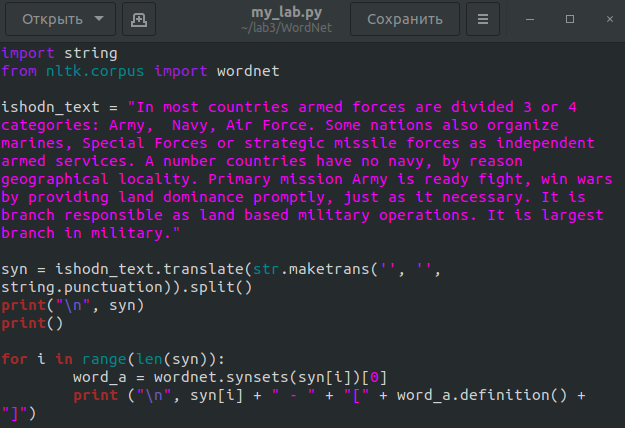 Открыть
my_lab.py
~/lab3/WordNet
Сохранить
import string
from nltk.corpus import wordnet
ishodn_text = "In most countries armed forces are divided 3 or 4
categories: Army,  Navy, Air Force. Some nations also organize
marines, Special Forces or strategic missile forces as independent
armed services. A number countries have no navy, by reason
geographical locality. Primary mission Army is ready fight, win wars
by providing land dominance promptly, just as it necessary. It is
branch responsible as land based military operations. It is largest
branch in military."
syn = ishodn_text.translate(str.maketrans('', '',
string.punctuation)).split()
print("\n", syn)
print()
for i in range(len(syn)):
        word_a = wordnet.synsets(syn[i])[0]
        print ("\n", syn[i] + " - " + "[" + word_a.definition() +
"]")